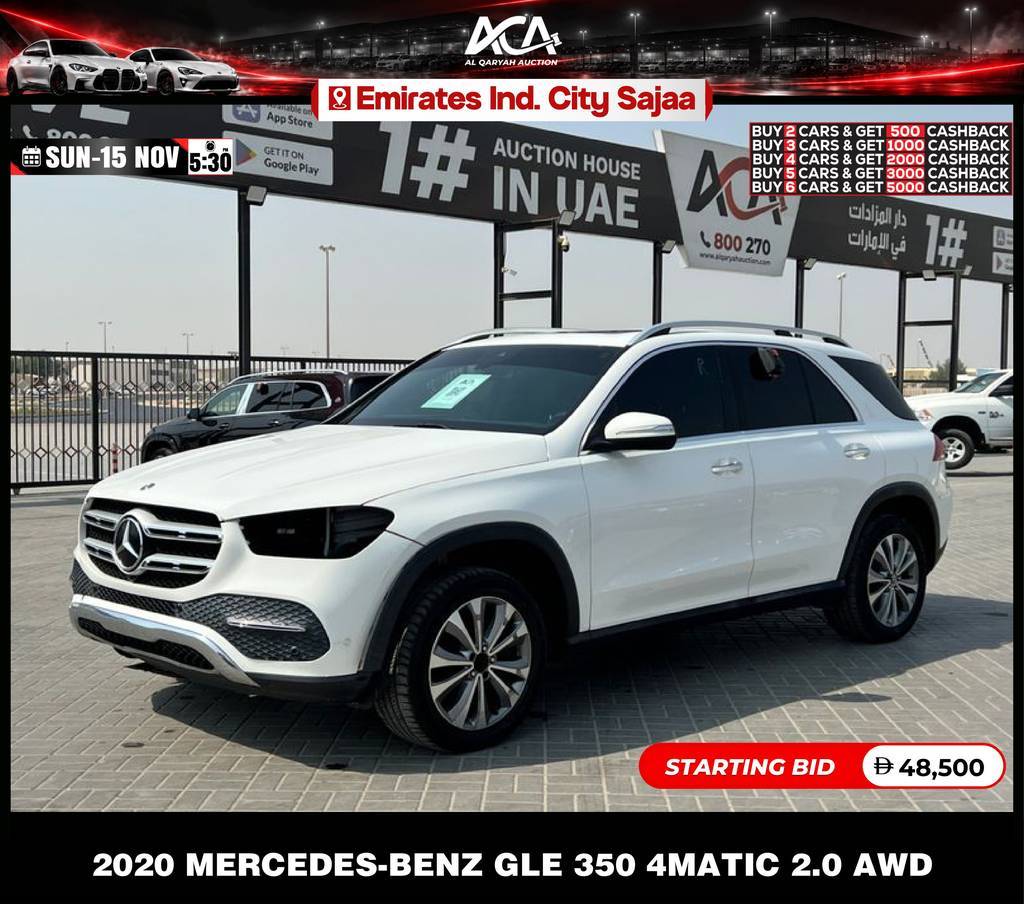 ACA
AL QARYAH AUCTION
Emirates Ind. City Sajaa
SUN-15 NOV 5:30
BUY 2 CARS & GET 500 CASHBACK
BUY 3 CARS & GET 1000 CASHBACK
BUY 4 CARS & GET 2000 CASHBACK
BUY 5 CARS & GET 3000 CASHBACK
BUY 6 CARS & GET 5000 CASHBACK
Available on
App Store
GET IT ON
Google Play
1#
AUCTION HOUSE
IN UAE
ACA
800 270
www.alqaryahauction.com
دار المزادات
في الإمارات
1#
STARTING BID 48,500
2020 MERCEDES-BENZ GLE 350 4MATIC 2.0 AWD